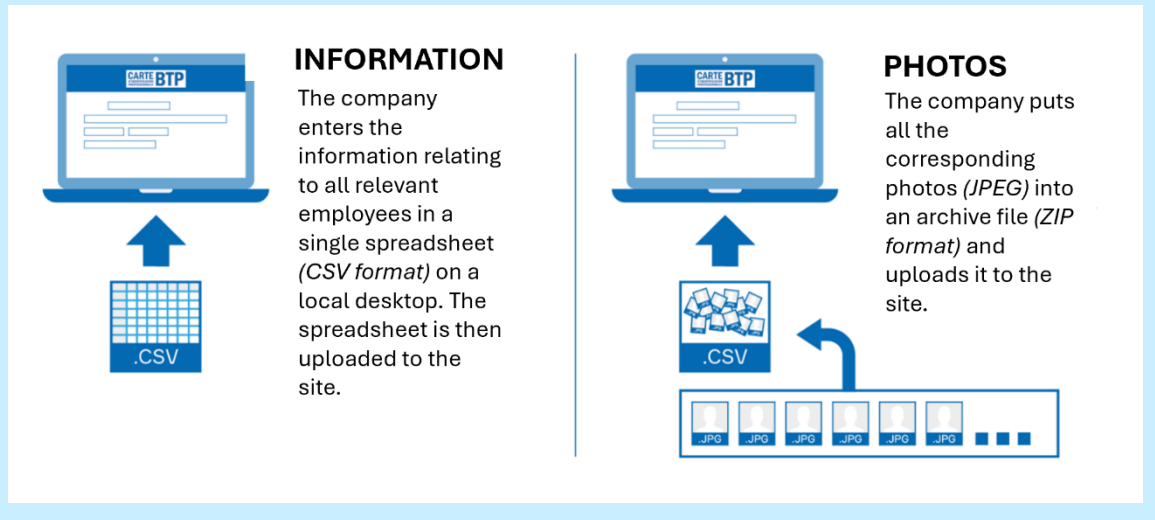 CARTE
BTP
INFORMATION
The company
enters the
information relating
to all relevant
employees in a
single spreadsheet
(CSV format) on a
local desktop. The
spreadsheet is then
uploaded to the
site.
.CSV
CARTE
BTP
PHOTOS
The company puts
all the
corresponding
photos (JPEG) into
an archive file (ZIP
format) and
uploads it to the
site.
.CSV
.JPG .JPG .JPG .JPG .JPG .JPG